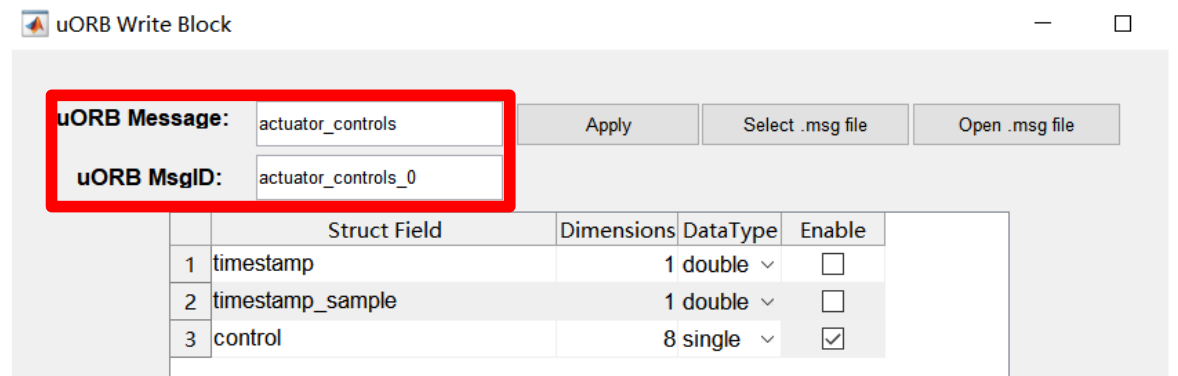 uORB Write Block
uORB Message: actuator_controls Apply Select .msg file Open .msg file
uORB MsgID: actuator_controls_0
Struct Field Dimensions DataType Enable
1 timestamp 1 double
2 timestamp_sample 1 double
3 control 8 single